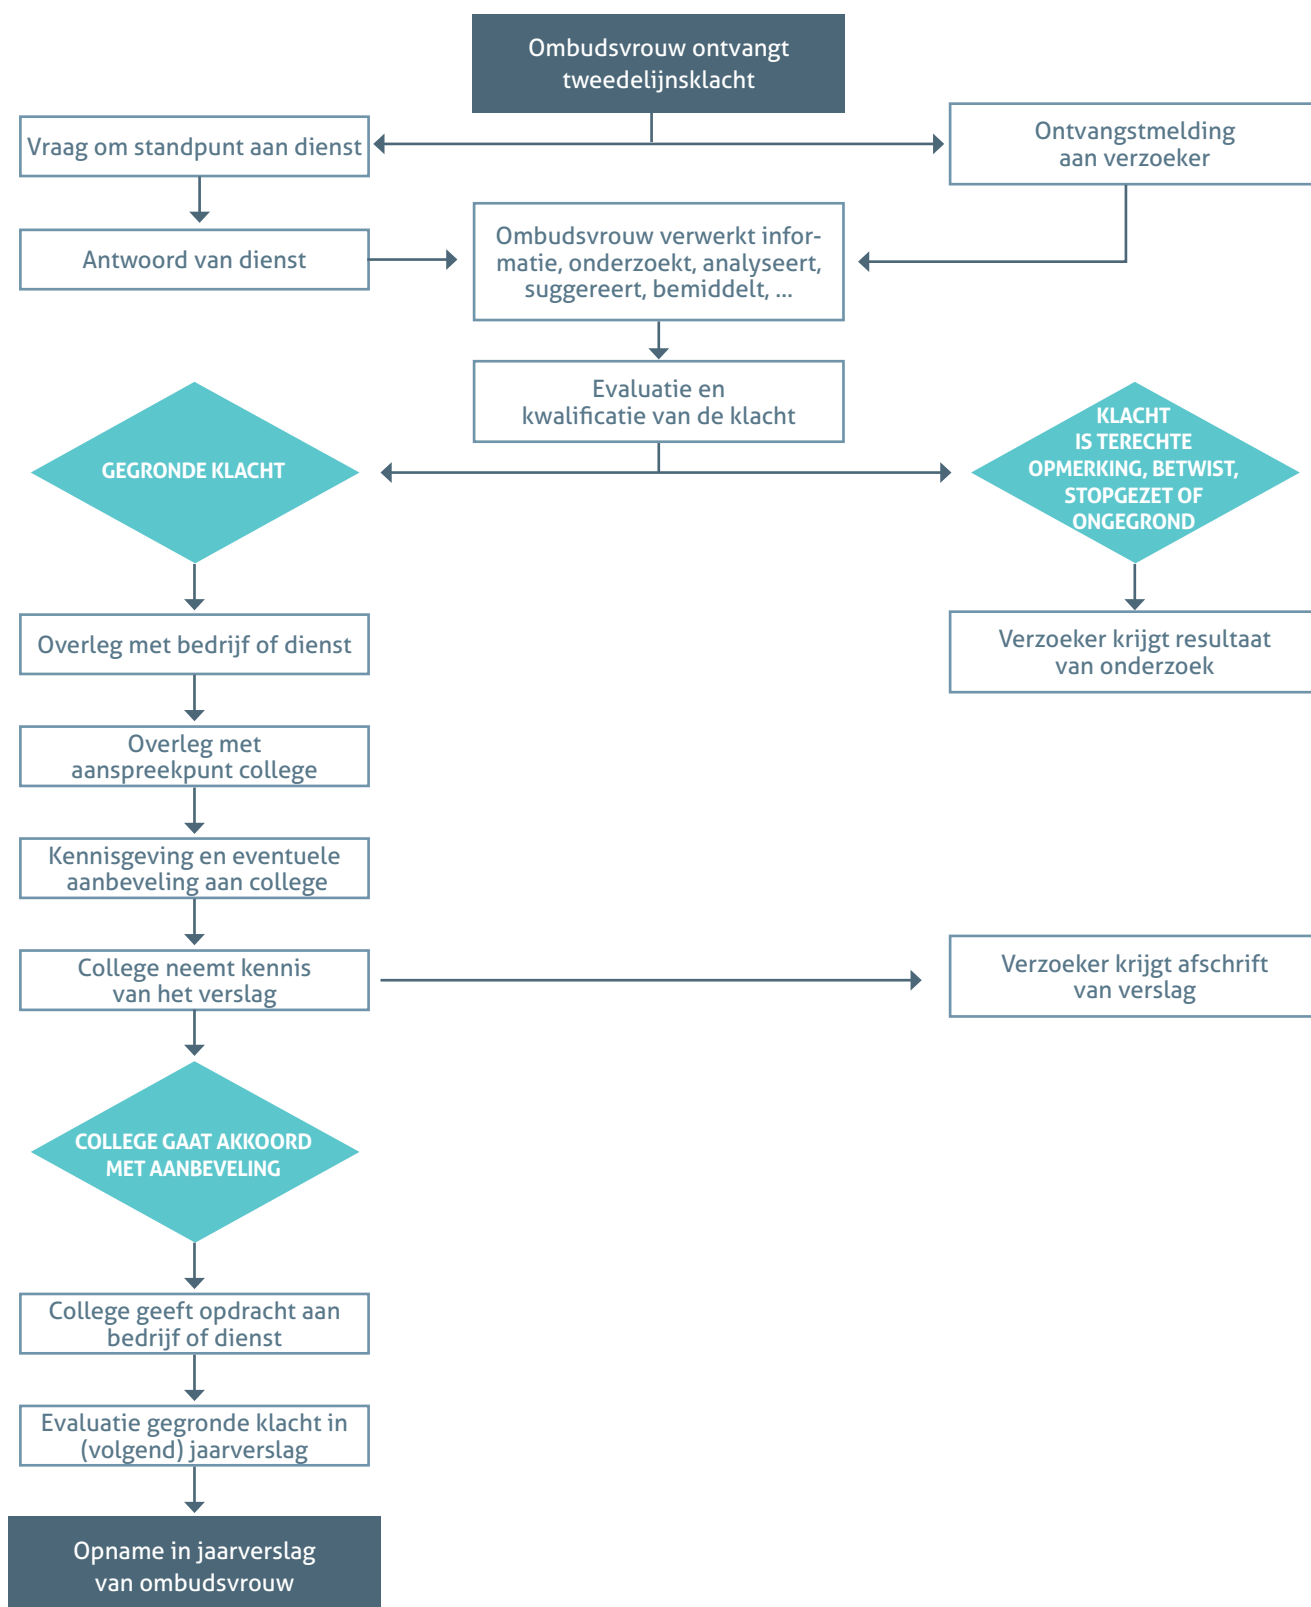 Ombudsvrouw ontvangt
tweedelijnsklacht
Vraag om standpunt aan dienst
Ontvangstmelding
aan verzoeker
Antwoord van dienst
Ombudsvrouw verwerkt infor-
matie, onderzoekt, analyseert,
suggereert, bemiddelt, ...
Evaluatie en
kwalificatie van de klacht
GEGRONDE KLACHT
KLACHT
IS TERECHTE
OPMERKING, BETWIST,
STOPGEZET OF
ONGEGROND
Overleg met bedrijf of dienst
Verzoeker krijgt resultaat
van onderzoek
Overleg met
aanspreekpunt college
Kennisgeving en eventuele
aanbeveling aan college
College neemt kennis
van het verslag
Verzoeker krijgt afschrift
van verslag
COLLEGE GAAT AKKOORD
MET AANBEVELING
College geeft opdracht aan
bedrijf of dienst
Evaluatie gegronde klacht in
(volgend) jaarverslag
Opname in jaarverslag
van ombudsvrouw